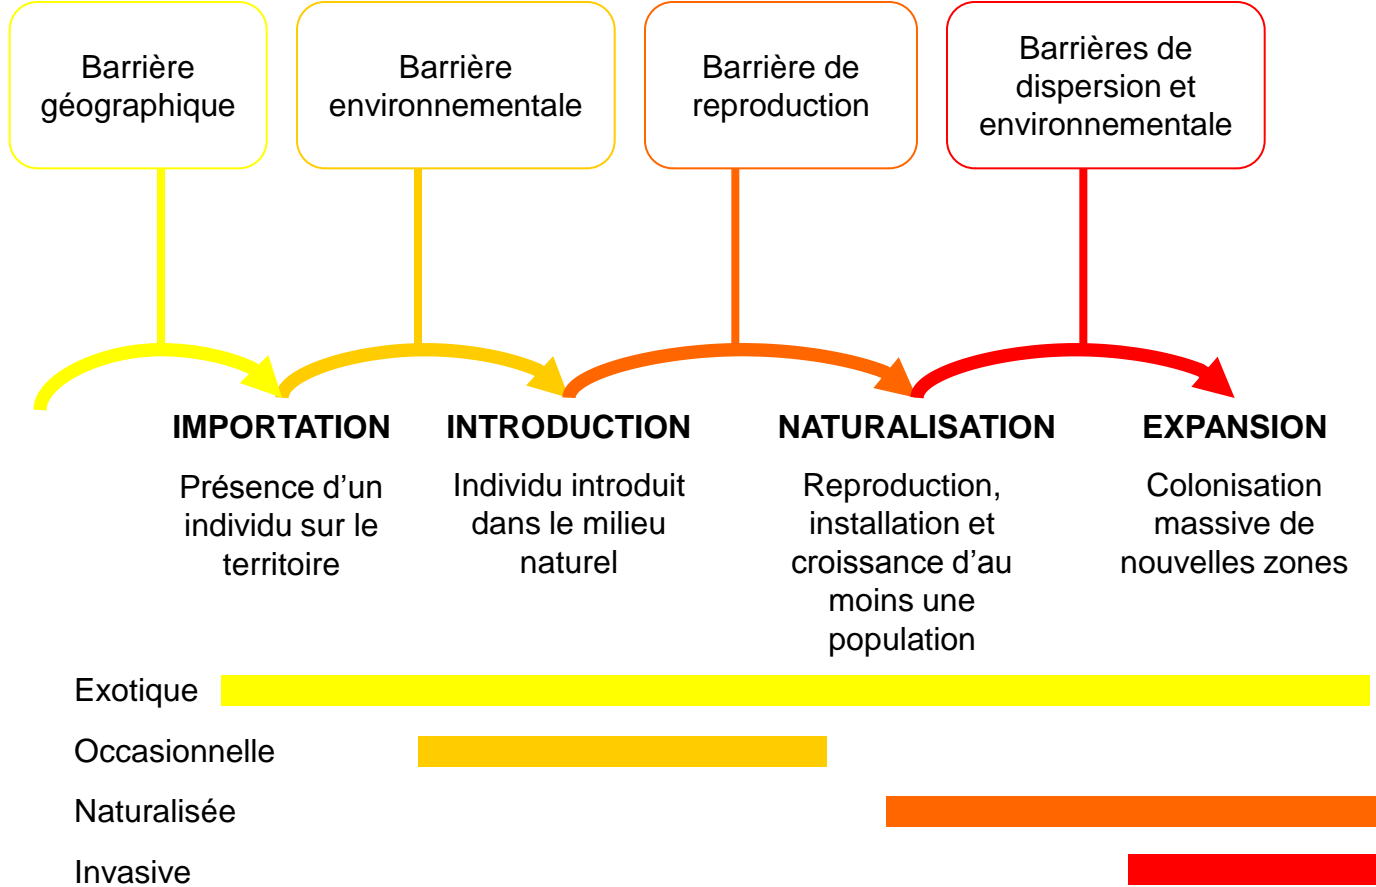 Barrière
géographique
Barrière
environnementale
Barrière de
reproduction
Barrières de
dispersion et
environnementale
IMPORTATION
Présence d’un
individu sur le
territoire
INTRODUCTION
Individu introduit
dans le milieu
naturel
NATURALISATION
Reproduction,
installation et
croissance d’au
moins une
population
EXPANSION
Colonisation
massive de
nouvelles zones
Exotique
Occasionnelle
Naturalisée
Invasive